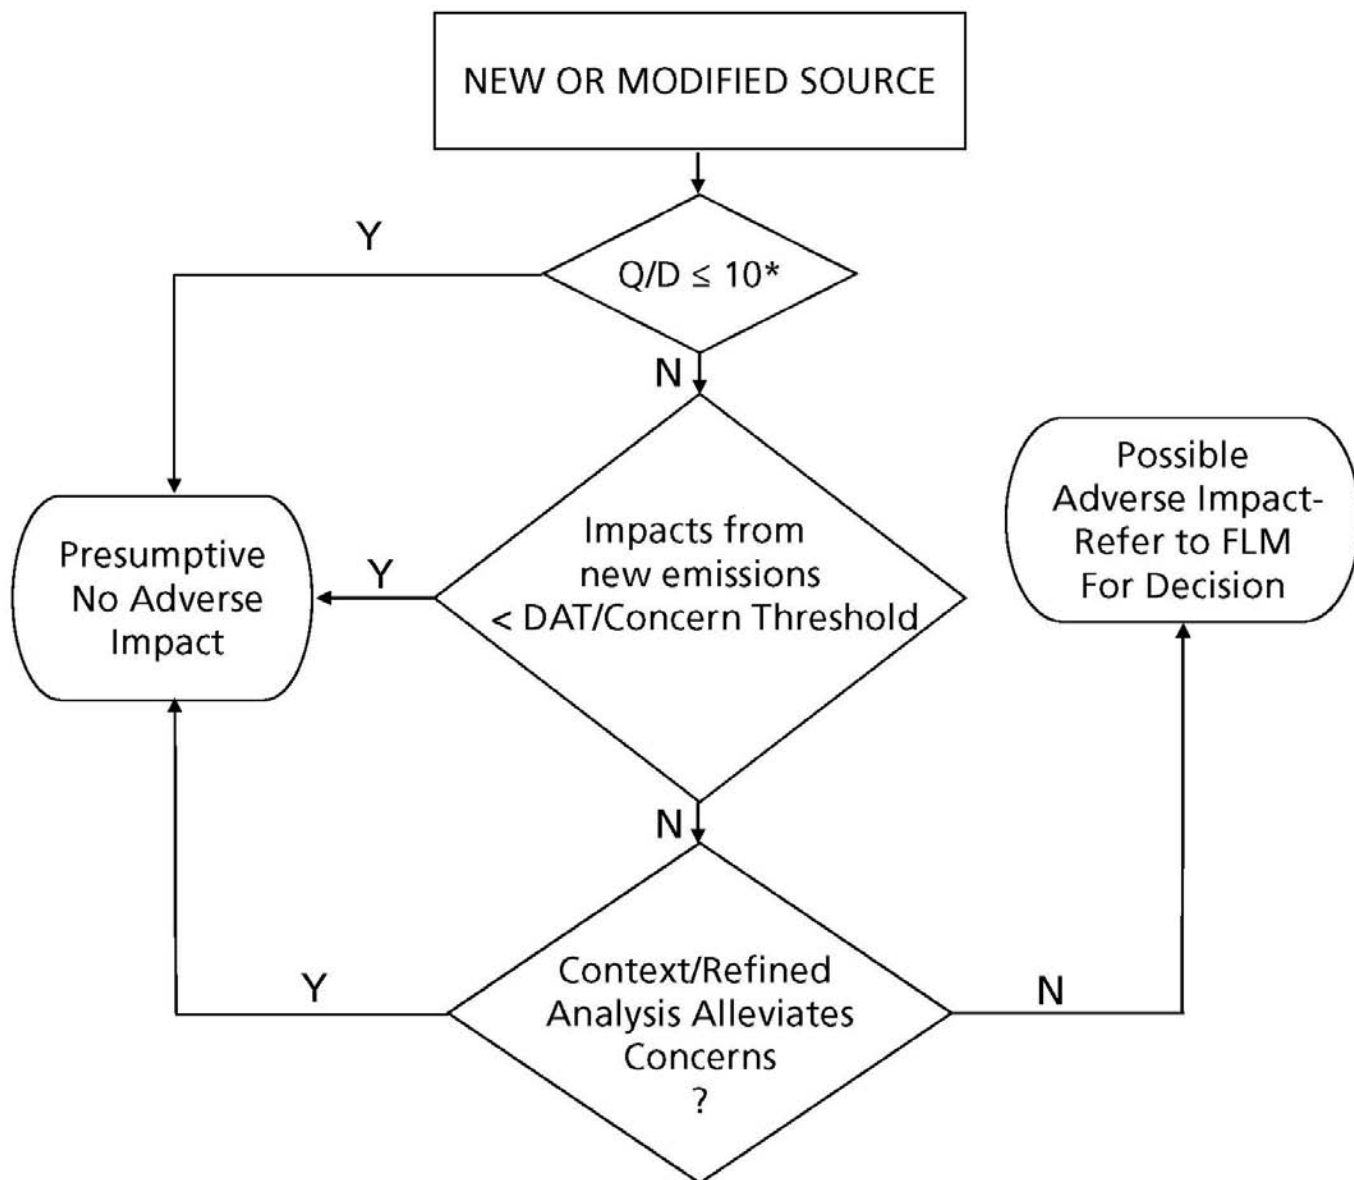 NEW OR MODIFIED SOURCE
Y
Q/D ≤ 10*
N
Possible
Adverse Impact-
Refer to FLM
For Decision
Impacts from
new emissions
< DAT/Concern Threshold
Y
Presumptive
No Adverse
Impact
N
Context/Refined
Analysis Alleviates
Concerns
?
Y
N